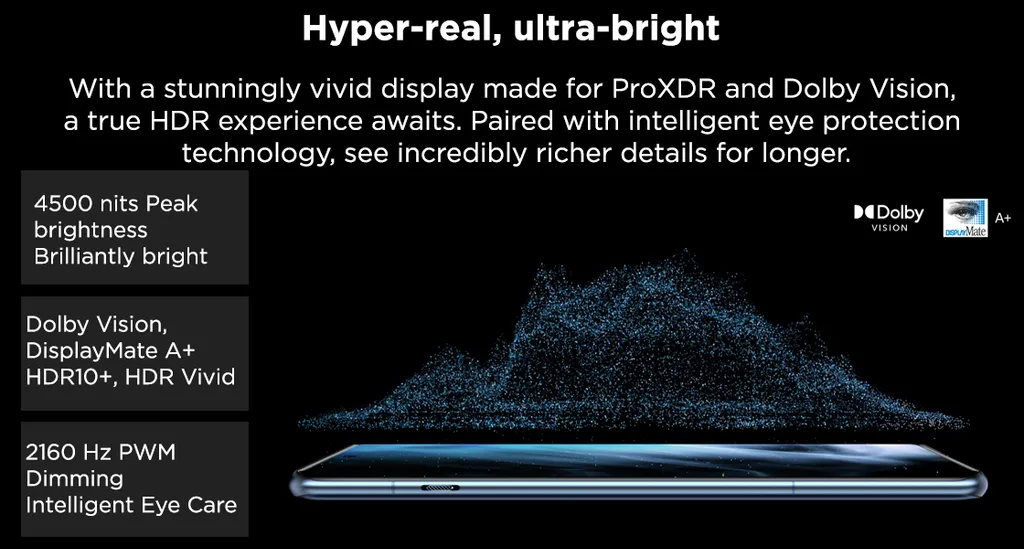 Hyper-real, ultra-bright
With a stunningly vivid display made for ProXDR and Dolby Vision,
a true HDR experience awaits. Paired with intelligent eye protection
technology, see incredibly richer details for longer.
4500 nits Peak
brightness
Brilliantly bright
Dolby Vision,
DisplayMate A+
HDR10+, HDR Vivid
2160 Hz PWM
Dimming
Intelligent Eye Care
Dolby
VISION
DISPLAYMate
A+